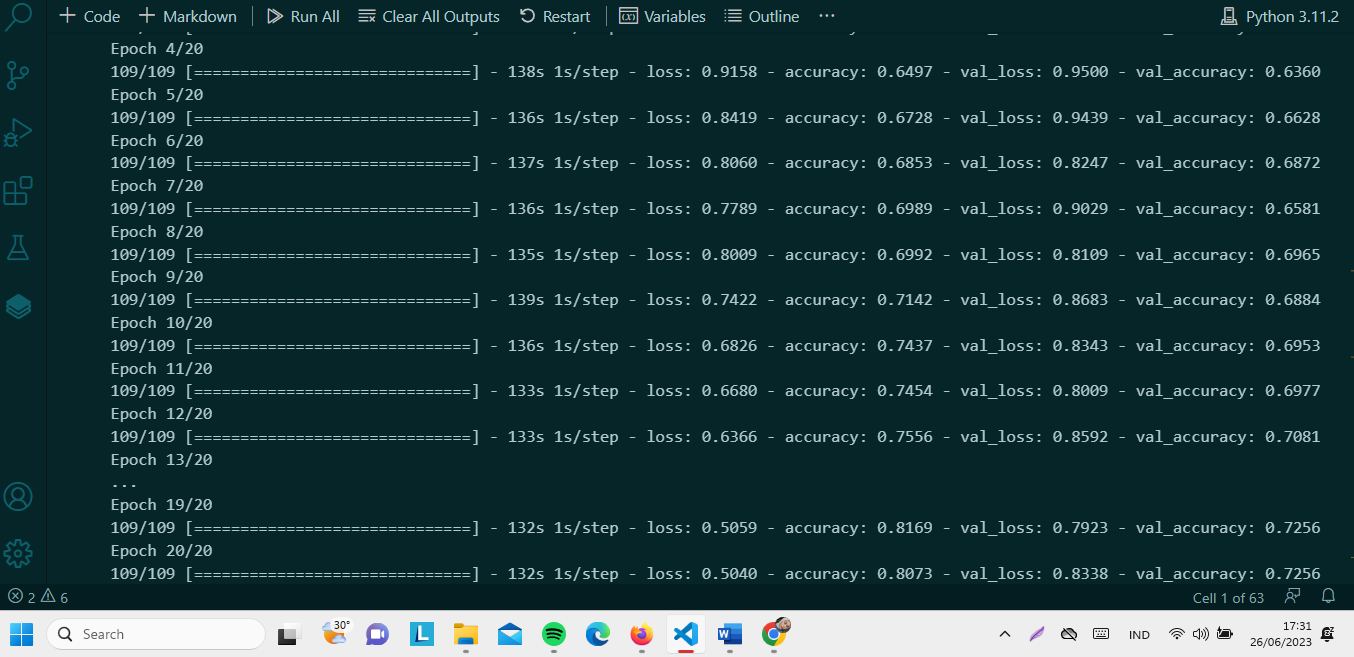 Code Markdown Run All Clear All Outputs Restart Variables Outline ... Python 3.11.2
Epoch 4/20
109/109 [==============================] - 138s 1s/step - loss: 0.9158 - accuracy: 0.6497 - val_loss: 0.9500 - val_accuracy: 0.6360
Epoch 5/20
109/109 [==============================] - 136s 1s/step - loss: 0.8419 - accuracy: 0.6728 - val_loss: 0.9439 - val_accuracy: 0.6628
Epoch 6/20
109/109 [==============================] - 137s 1s/step - loss: 0.8060 - accuracy: 0.6853 - val_loss: 0.8247 - val_accuracy: 0.6872
Epoch 7/20
109/109 [==============================] - 136s 1s/step - loss: 0.7789 - accuracy: 0.6989 - val_loss: 0.9029 - val_accuracy: 0.6581
Epoch 8/20
109/109 [==============================] - 135s 1s/step - loss: 0.8009 - accuracy: 0.6992 - val_loss: 0.8109 - val_accuracy: 0.6965
Epoch 9/20
109/109 [==============================] - 139s 1s/step - loss: 0.7422 - accuracy: 0.7142 - val_loss: 0.8683 - val_accuracy: 0.6884
Epoch 10/20
109/109 [==============================] - 136s 1s/step - loss: 0.6826 - accuracy: 0.7437 - val_loss: 0.8343 - val_accuracy: 0.6953
Epoch 11/20
109/109 [==============================] - 133s 1s/step - loss: 0.6680 - accuracy: 0.7454 - val_loss: 0.8009 - val_accuracy: 0.6977
Epoch 12/20
109/109 [==============================] - 133s 1s/step - loss: 0.6366 - accuracy: 0.7556 - val_loss: 0.8592 - val_accuracy: 0.7081
Epoch 13/20
...
Epoch 19/20
109/109 [==============================] - 132s 1s/step - loss: 0.5059 - accuracy: 0.8169 - val_loss: 0.7923 - val_accuracy: 0.7256
Epoch 20/20
109/109 [==============================] - 132s 1s/step - loss: 0.5040 - accuracy: 0.8073 - val_loss: 0.8338 - val_accuracy: 0.7256
2 6 Cell 1 of 63
30°
Search IND 17:31
26/06/2023